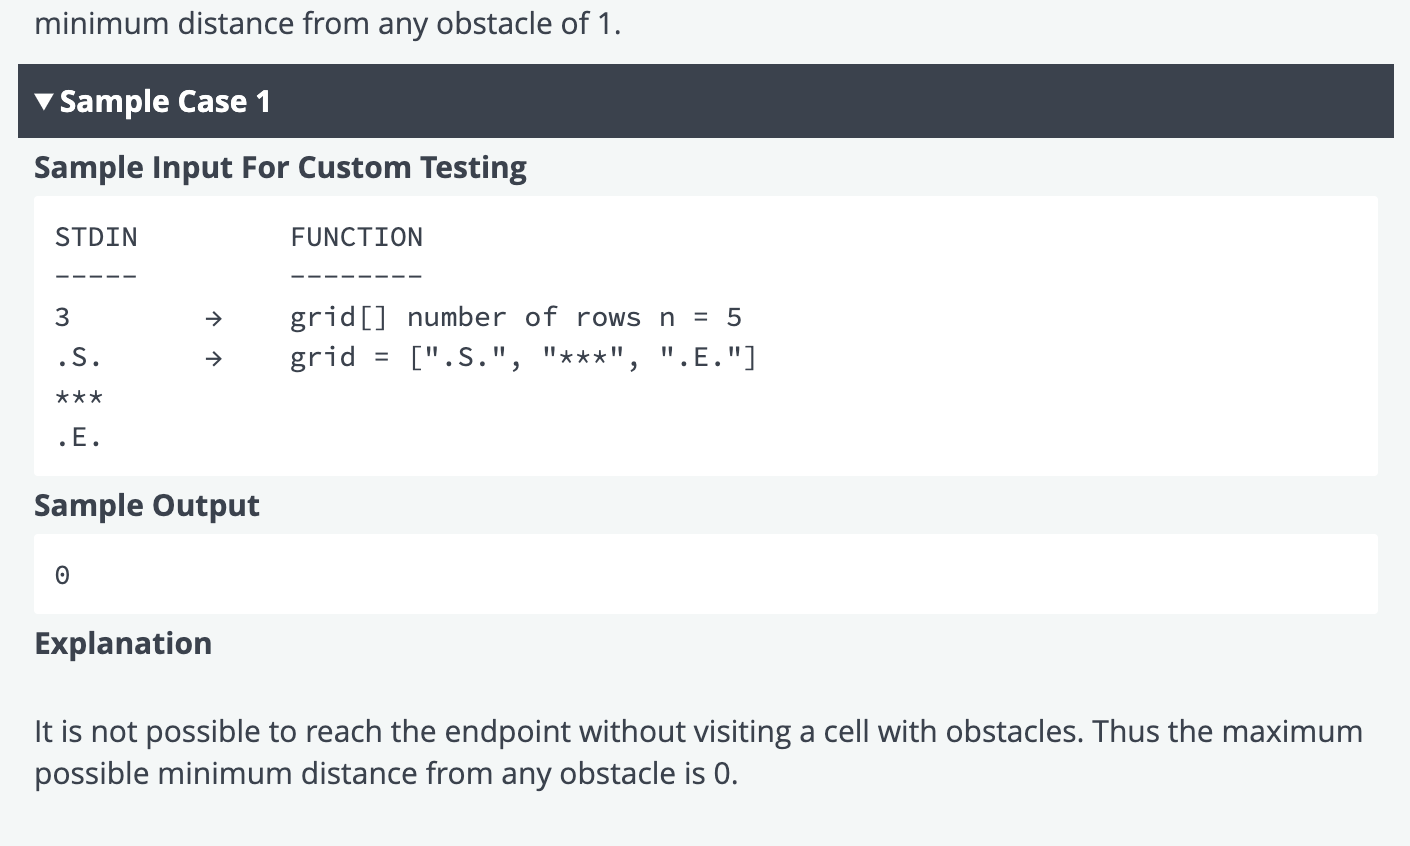 minimum distance from any obstacle of 1.
▼ Sample Case 1
Sample Input For Custom Testing
STDIN FUNCTION
----- --------
3 → grid[] number of rows n = 5
.S. → grid = [".S.", "***", ".E."]
***
.E.
Sample Output
0
Explanation
It is not possible to reach the endpoint without visiting a cell with obstacles. Thus the maximum
possible minimum distance from any obstacle is 0.